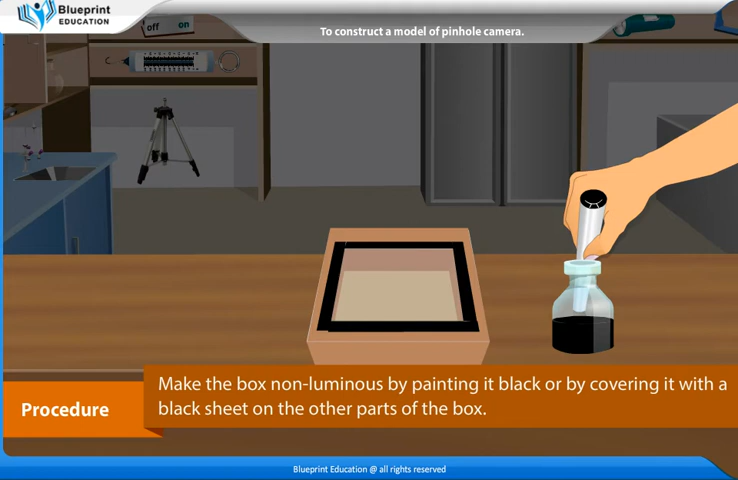 Blueprint
EDUCATION
off on
To construct a model of pinhole camera.
Make the box non-luminous by painting it black or by covering it with a
black sheet on the other parts of the box.
Procedure
Blueprint Education @ all rights reserved